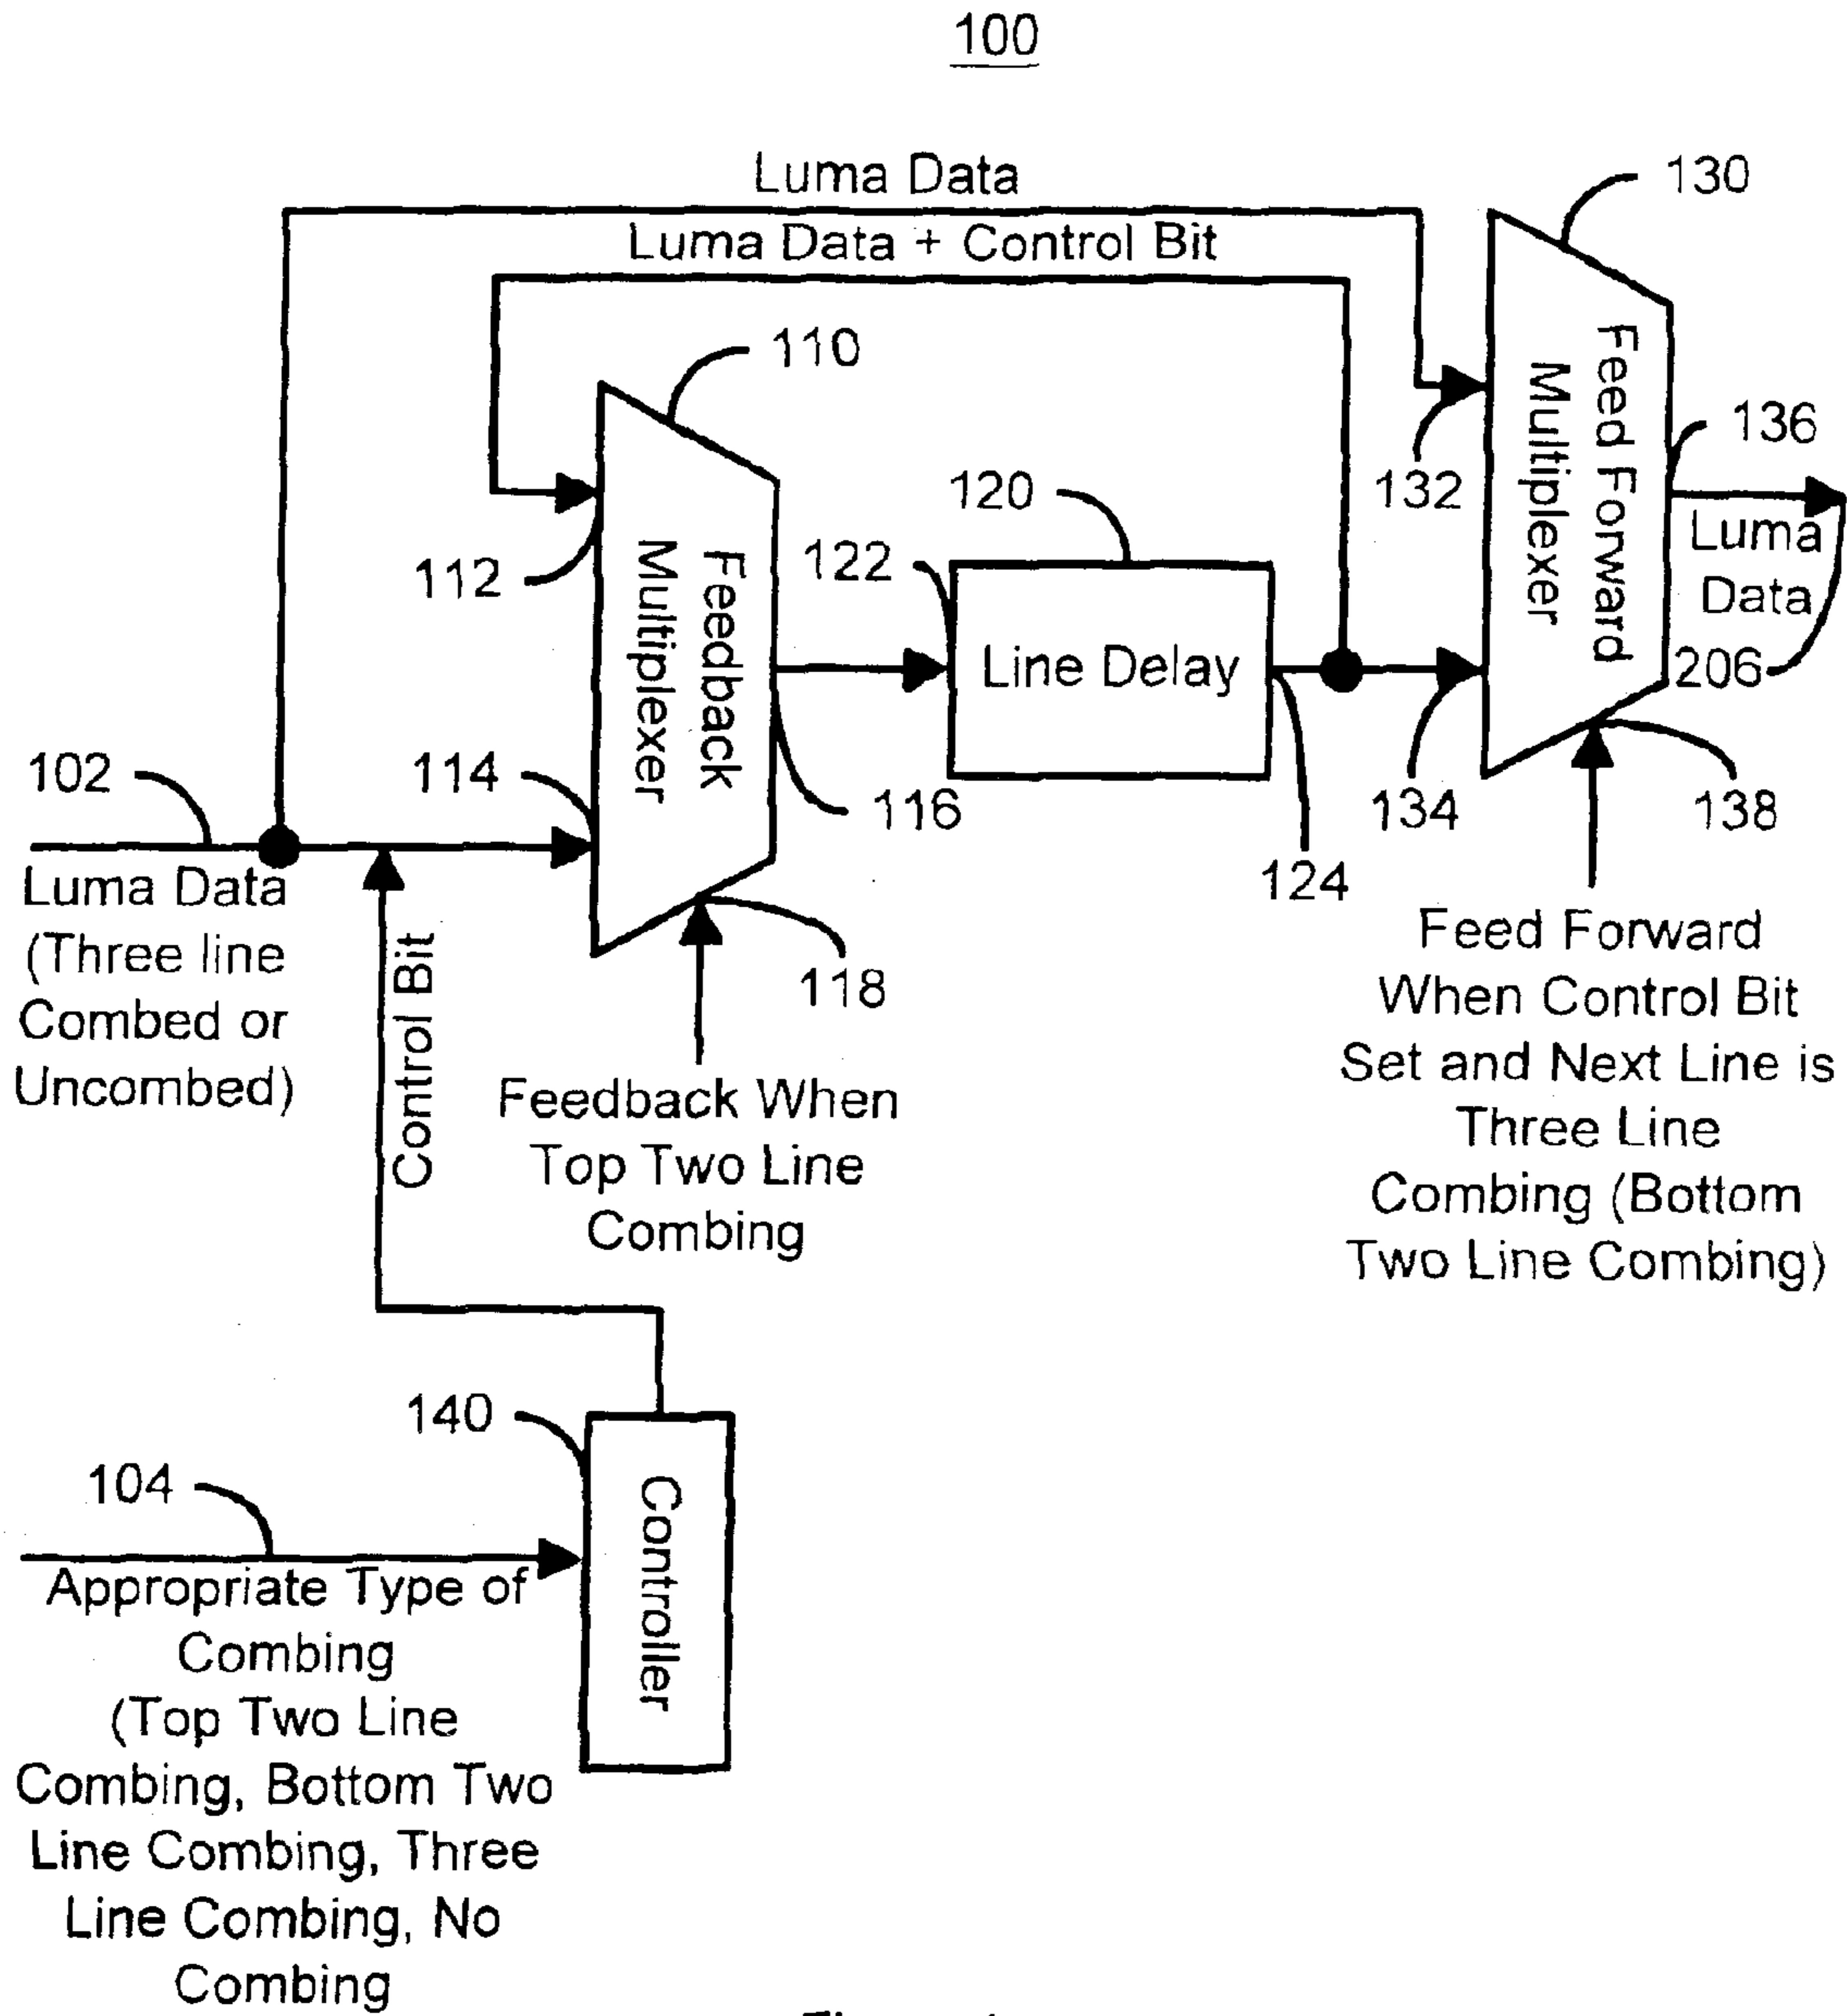 100
Luma Data
Luma Data + Control Bit
130
110
Feed Forward
Multiplexer
136
132
120
112
122
Feedback
Multiplexer
Luma
Data
Line Delay
206
102
114
116
134
138
124
Luma Data
(Three line
Combed or
Uncombed)
Control Bit
118
Feed Forward
When Control Bit
Set and Next Line is
Three Line
Combing (Bottom
Two Line Combing)
Feedback When
Top Two Line
Combing
140
104
Controller
Appropriate Type of
Combing
(Top Two Line
Combing, Bottom Two
Line Combing, Three
Line Combing, No
Combing